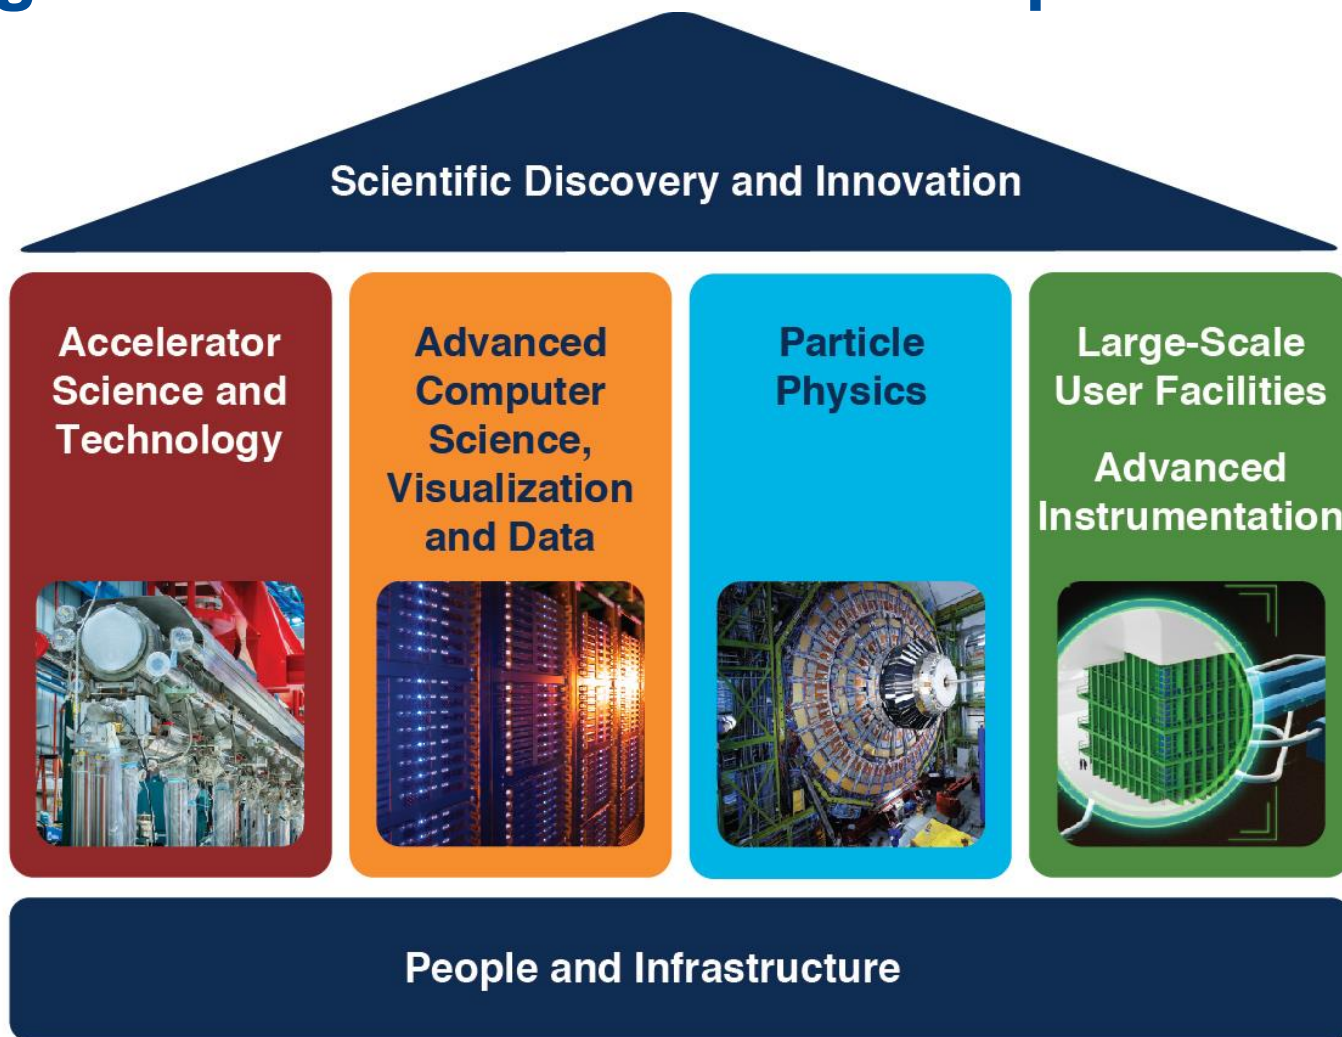 Scientific Discovery and Innovation
Accelerator
Science and
Technology
Advanced
Computer
Science,
Visualization
and Data
Particle
Physics
Large-Scale
User Facilities
Advanced
Instrumentation
People and Infrastructure